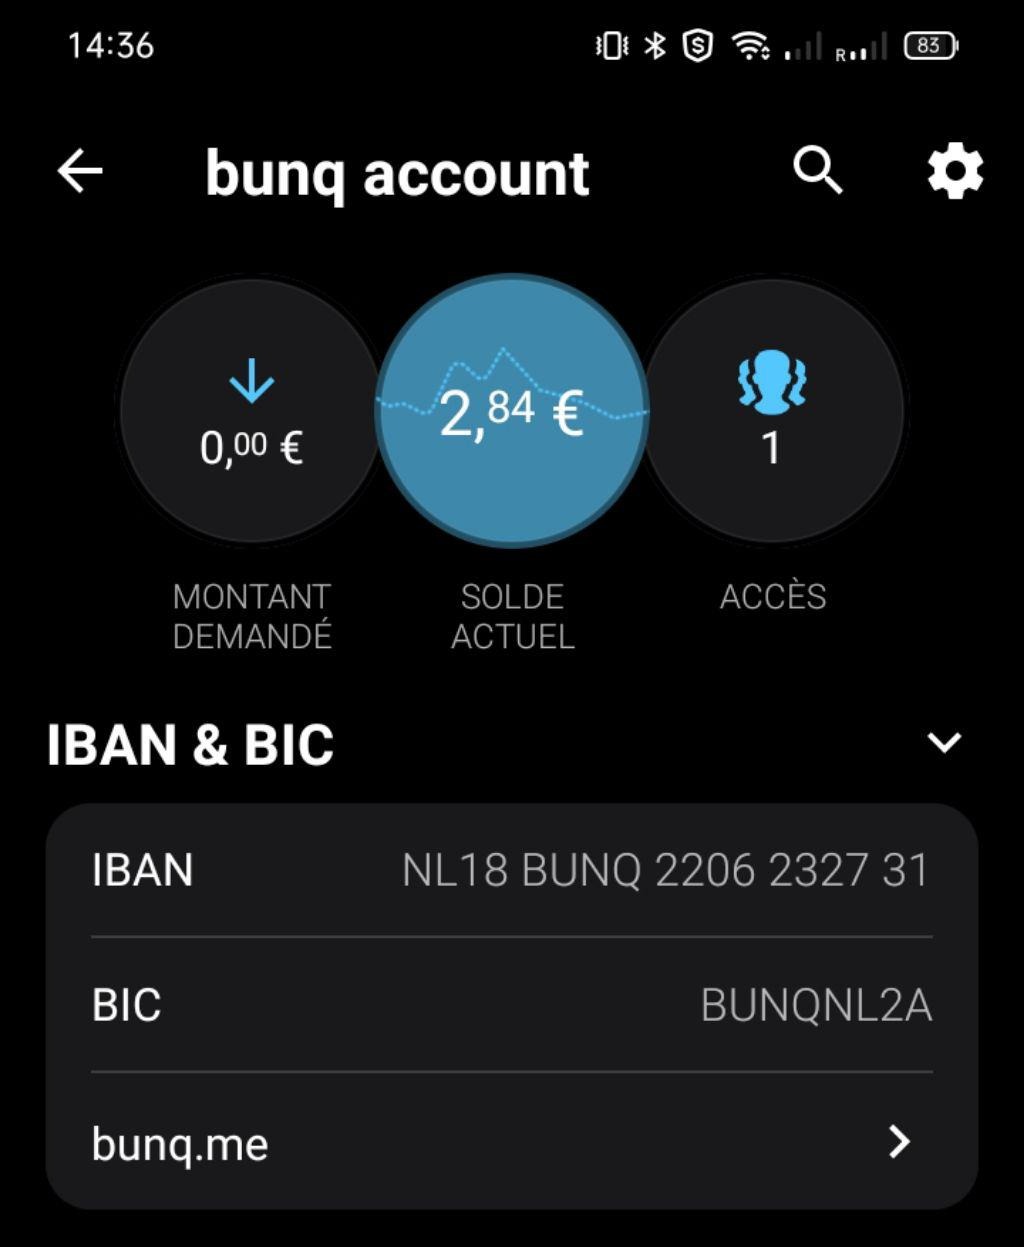 14:36
R
83
bunq account
0,00 €
2,84 €
1
MONTANT
DEMANDÉ
SOLDE
ACTUEL
ACCÈS
IBAN & BIC
IBAN NL18 BUNQ 2206 2327 31
BIC BUNQNL2A
bunq.me